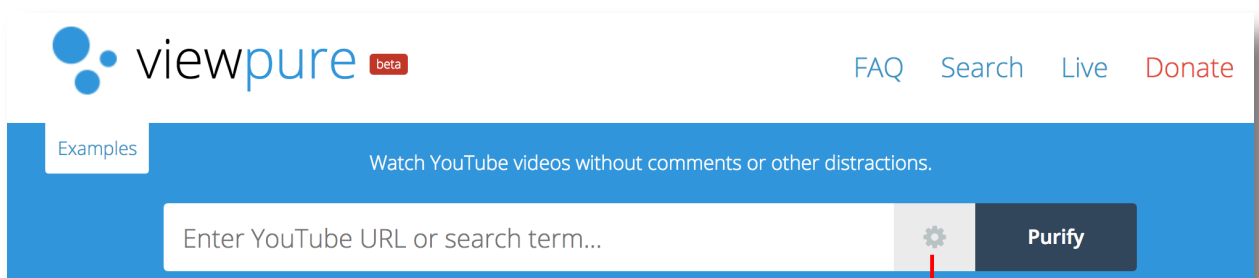 viewpure beta
FAQ Search Live Donate
Examples
Watch YouTube videos without comments or other distractions.
Enter YouTube URL or search term...
Purify